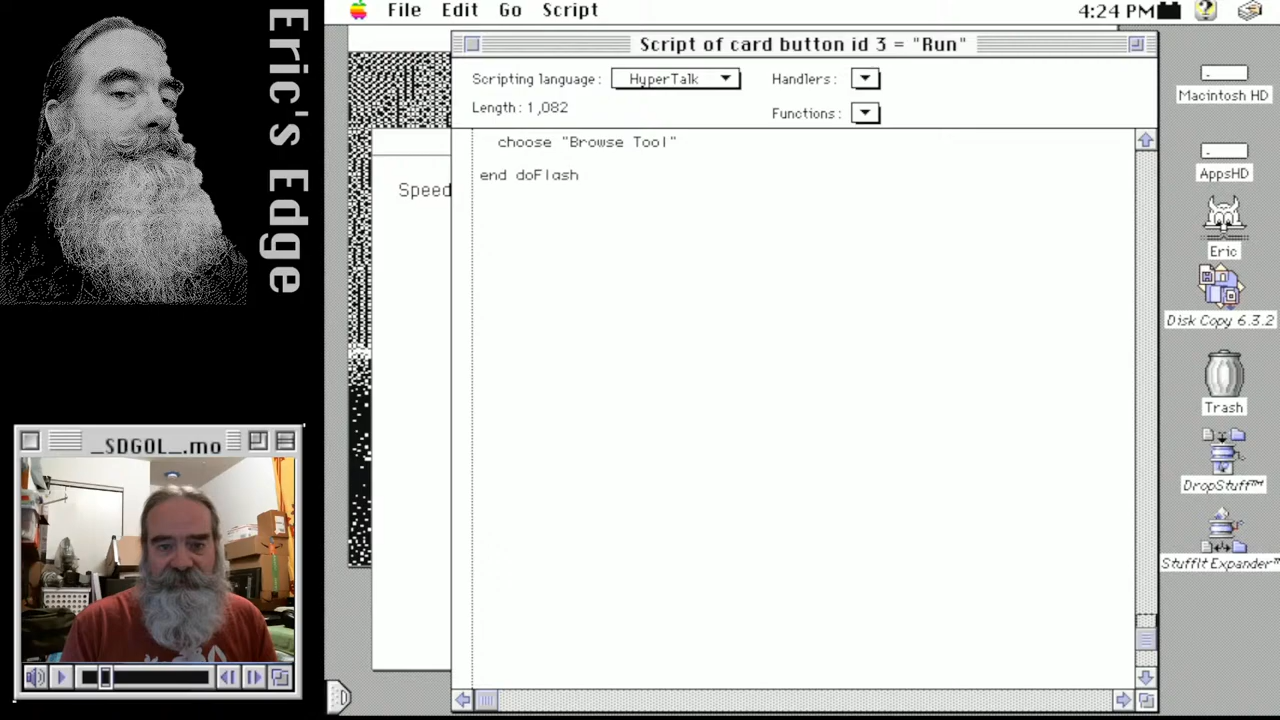 Eric's Edge
File Edit Go Script
4:24 PM
Script of card button id 3 = "Run"
Scripting language: HyperTalk
Handlers:
Length: 1,082
Functions:
choose "Browse Tool"
end doFlash
Speed
Macintosh HD
AppsHD
Eric
Disk Copy 6.3.2
Trash
DropStuff™
StuffIt Expander™
_SDGOL_.mo